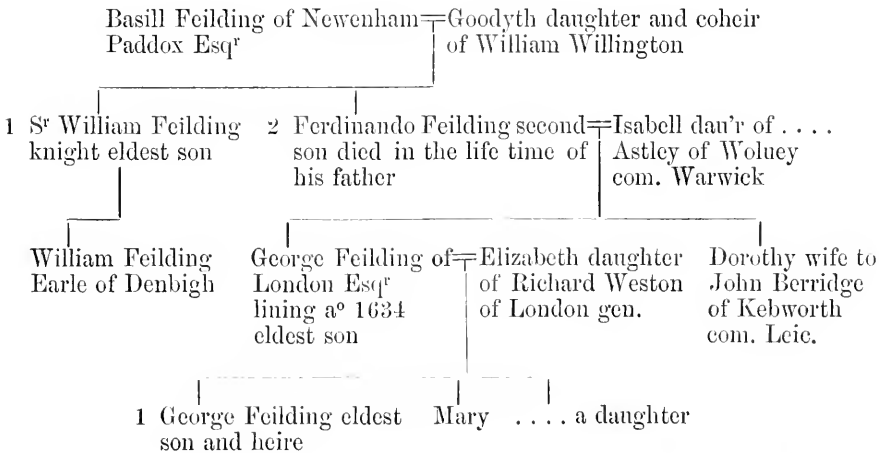 Basill Feilding of Newenham Goodyth daughter and coheir
Paddox Esqr of William Willington
1 Sr William Feilding 2 Ferdinando Feilding second Isabell dau'r of ....
knight eldest son son died in the life time of Astley of Woluey
his father com. Warwick
William Feilding George Feilding of Elizabeth daughter Dorothy wife to
Earle of Denbigh London Esqr of Richard Weston John Berridge
liuing ao 1634 of London gen. of Kebworth
eldest son com. Leic.
1 George Feilding eldest Mary .... a daughter
son and heire